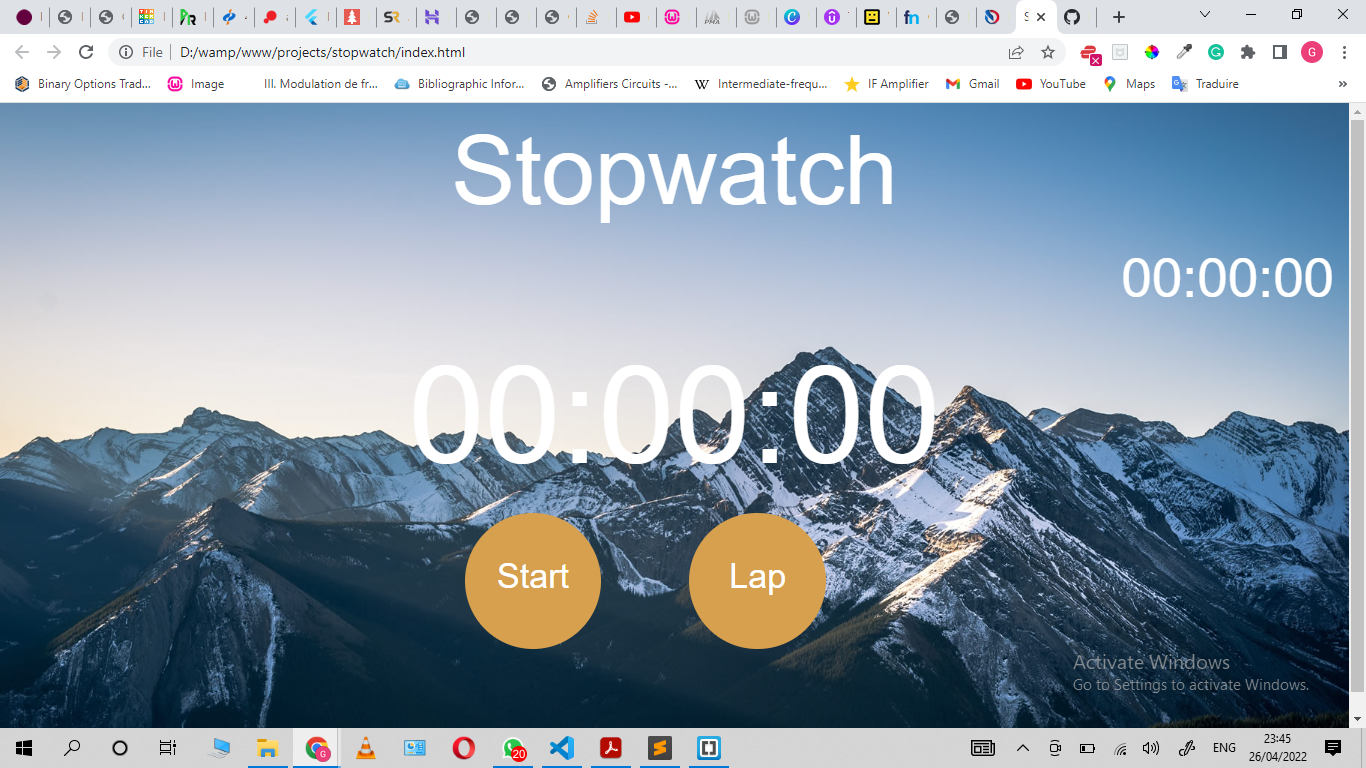 File D:/wamp/www/projects/stopwatch/index.html
G
Binary Options Trad... Image III. Modulation de fr... Bibliographic Infor... Amplifiers Circuits -... Intermediate-frequ... IF Amplifier Gmail YouTube Maps Traduire »
Stopwatch
00:00:00
00:00:00
Start Lap
Activate Windows
Go to Settings to activate Windows.
20 ENG 23:45
26/04/2022